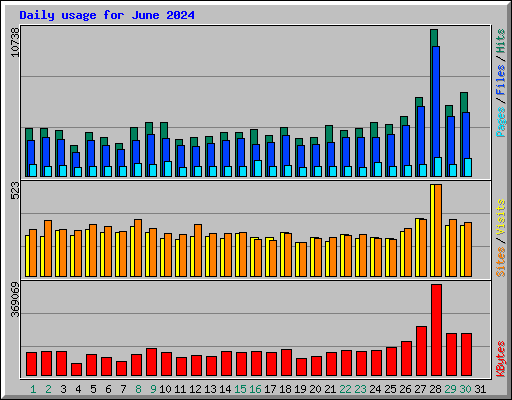 Daily usage for June 2024
10738
Pages / Files / Hits
523
Sites / Visits
369069
KBytes
1 2 3 4 5 6 7 8 9 10 11 12 13 14 15 16 17 18 19 20 21 22 23 24 25 26 27 28 29 30 31